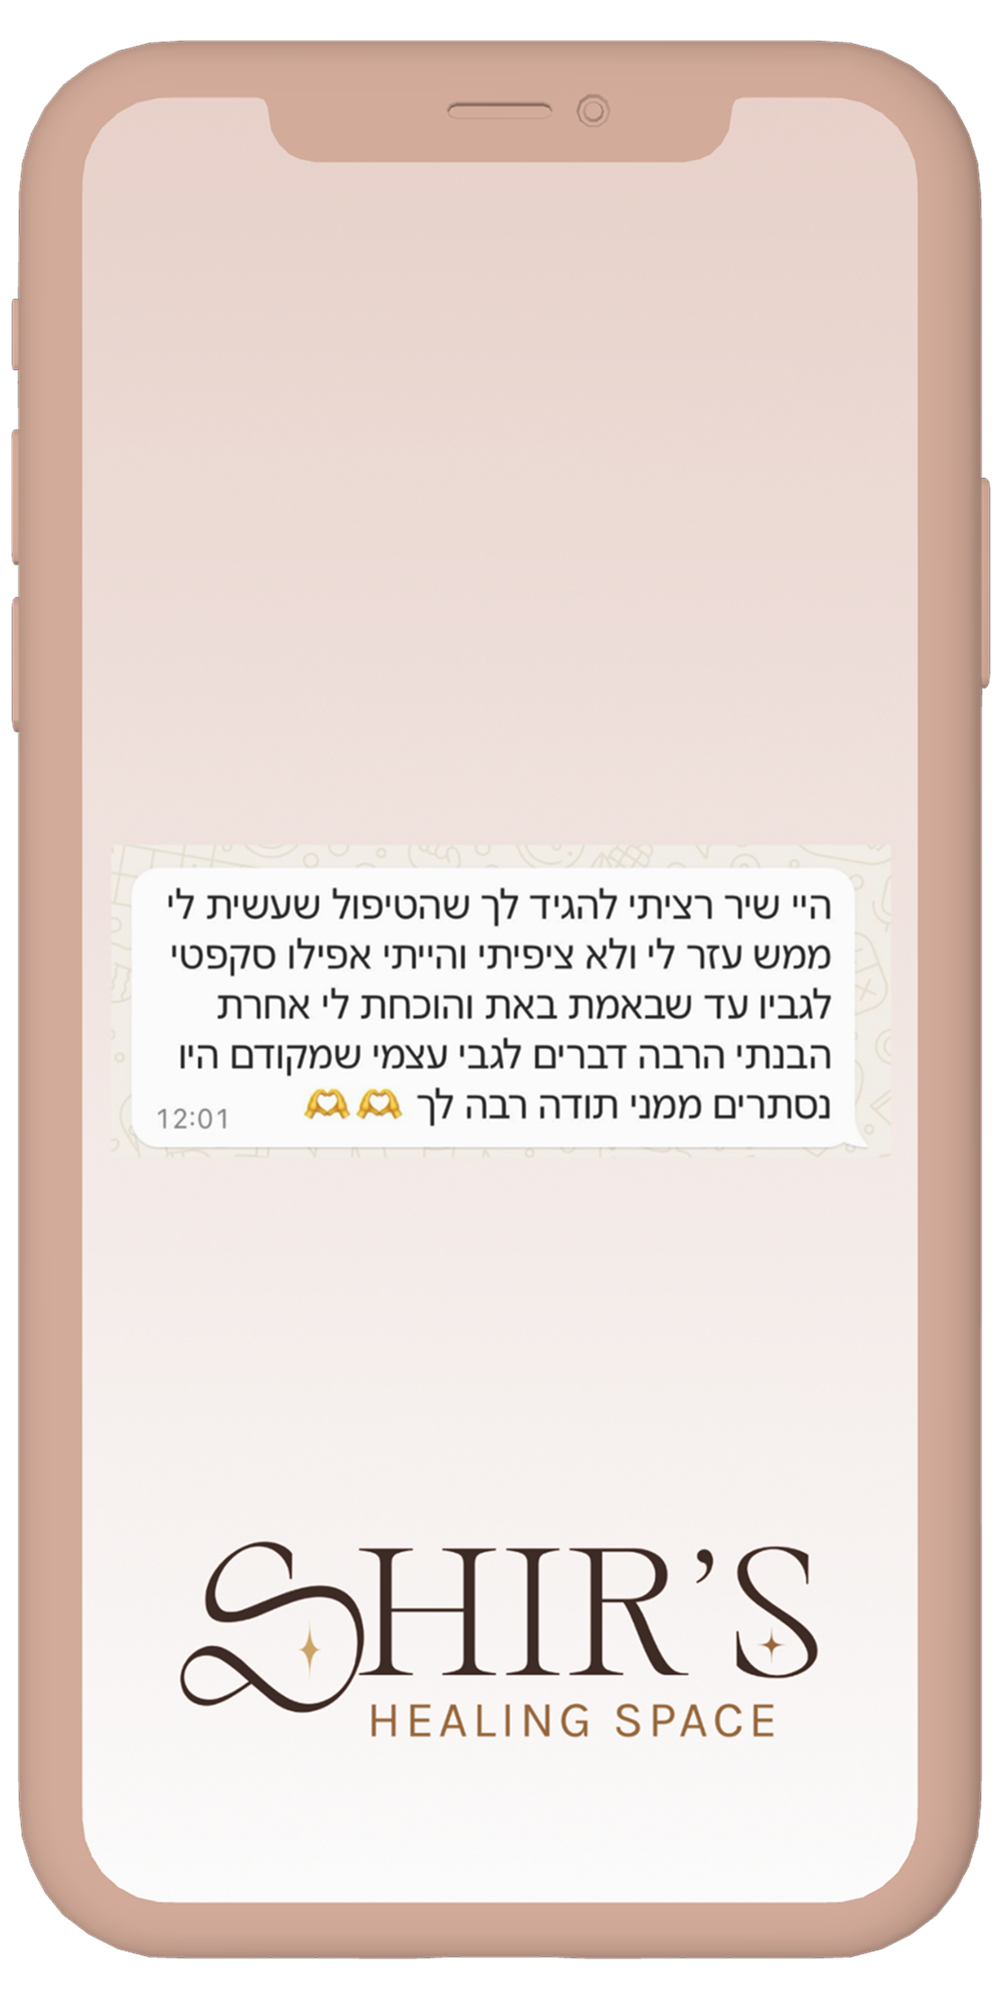 היי שיר רציתי להגיד לך שהטיפול שעשית לי
ממש עזר לי ולא ציפיתי והייתי אפילו סקפטי
לגביו עד שבאמת באת והוכחת לי אחרת
הבנתי הרבה דברים לגבי עצמי שמקודם היו
נסתרים ממני תודה רבה לך 🫶🫶
12:01
SHIR'S
HEALING SPACE